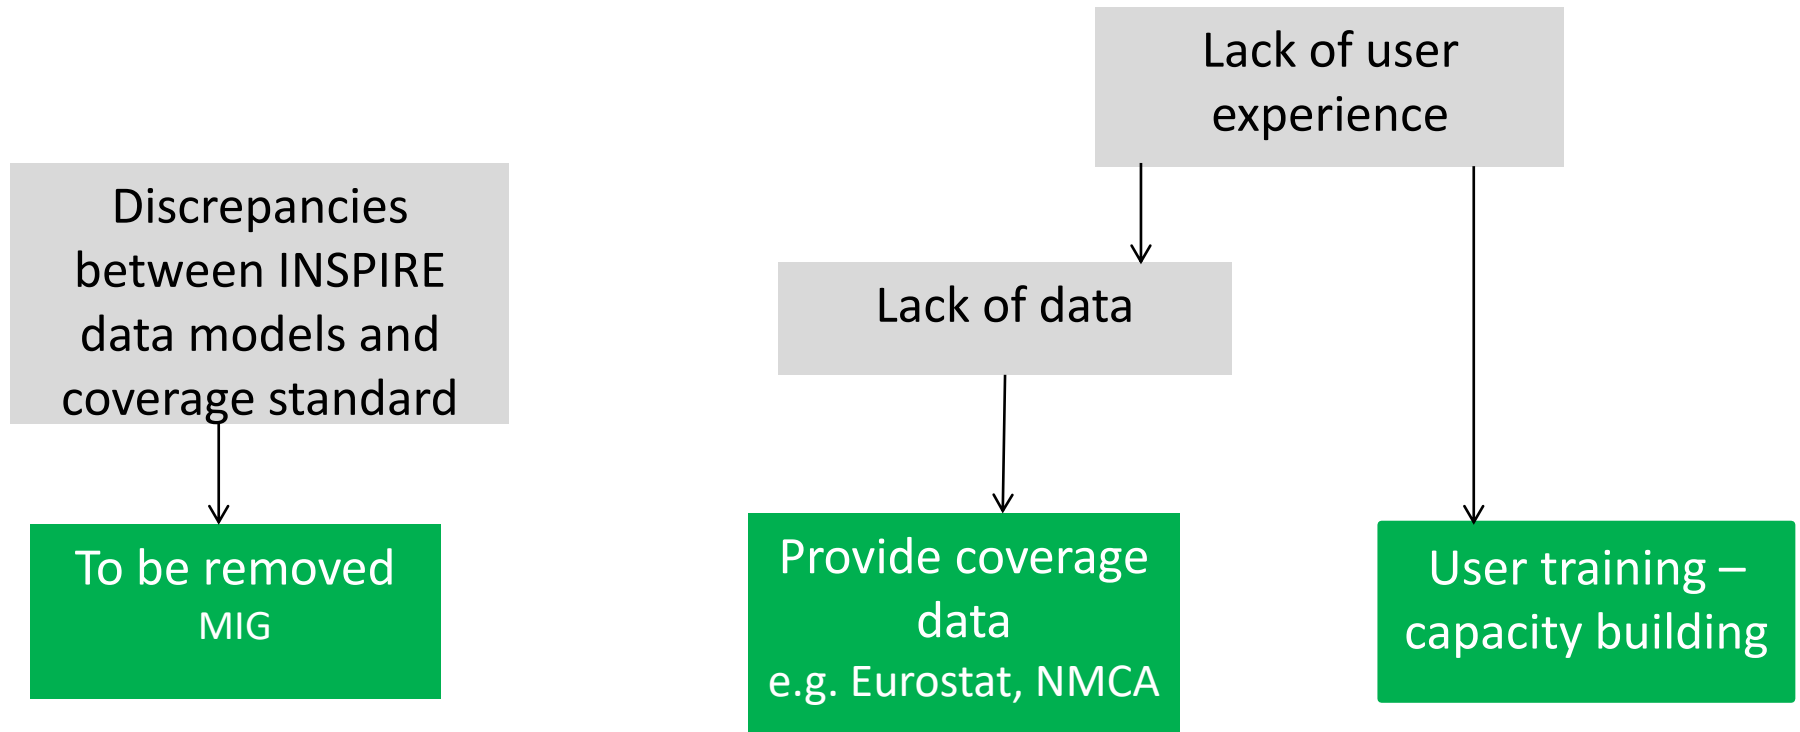 Lack of user
experience
Discrepancies
between INSPIRE
data models and
coverage standard
Lack of data
To be removed
MIG
Provide coverage
data
e.g. Eurostat, NMCA
User training –
capacity building